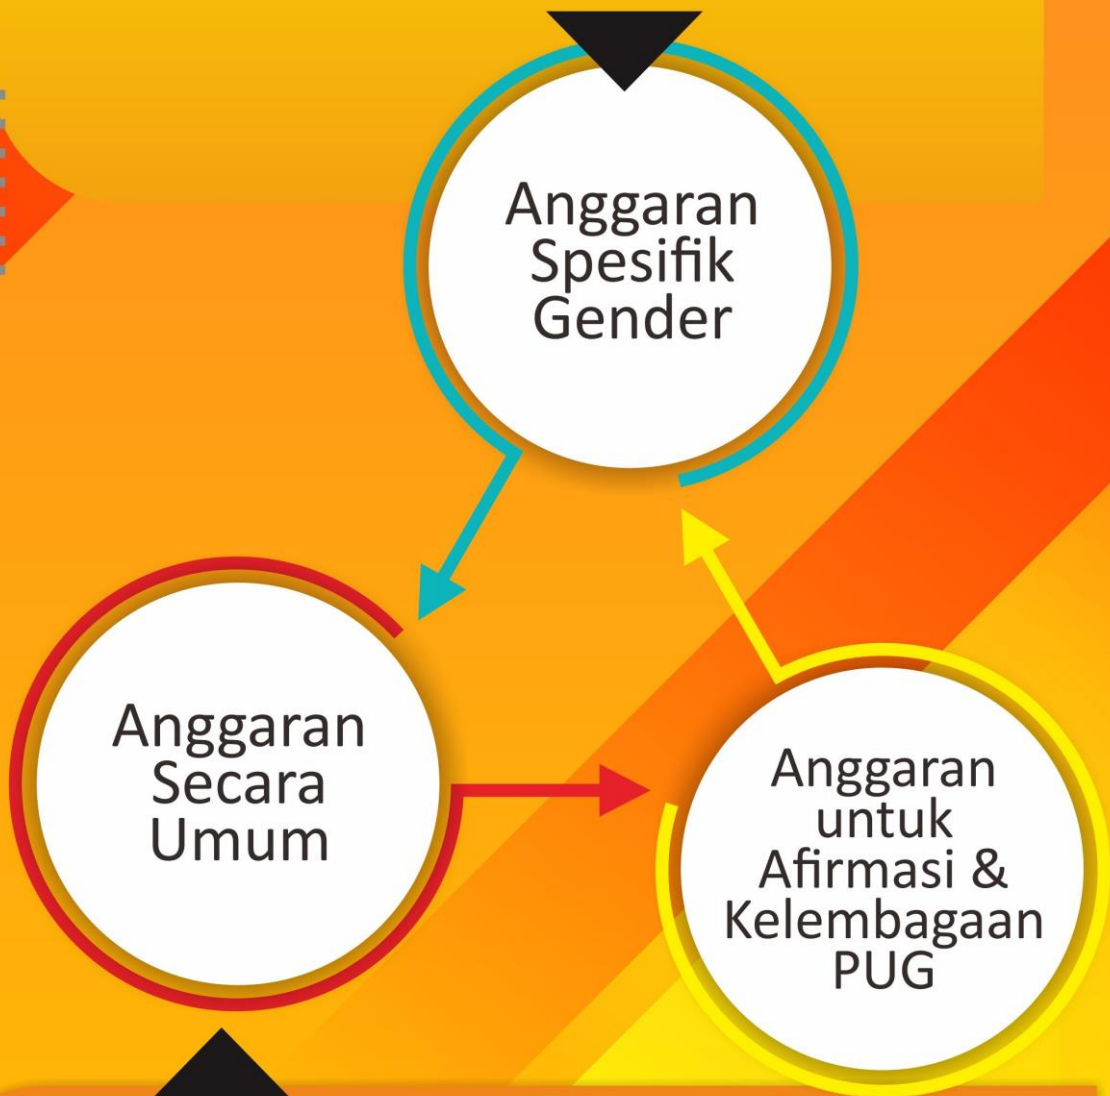 Anggaran
Spesifik
Gender
Anggaran
Secara
Umum
Anggaran
untuk
Afirmasi &
Kelembagaan
PUG